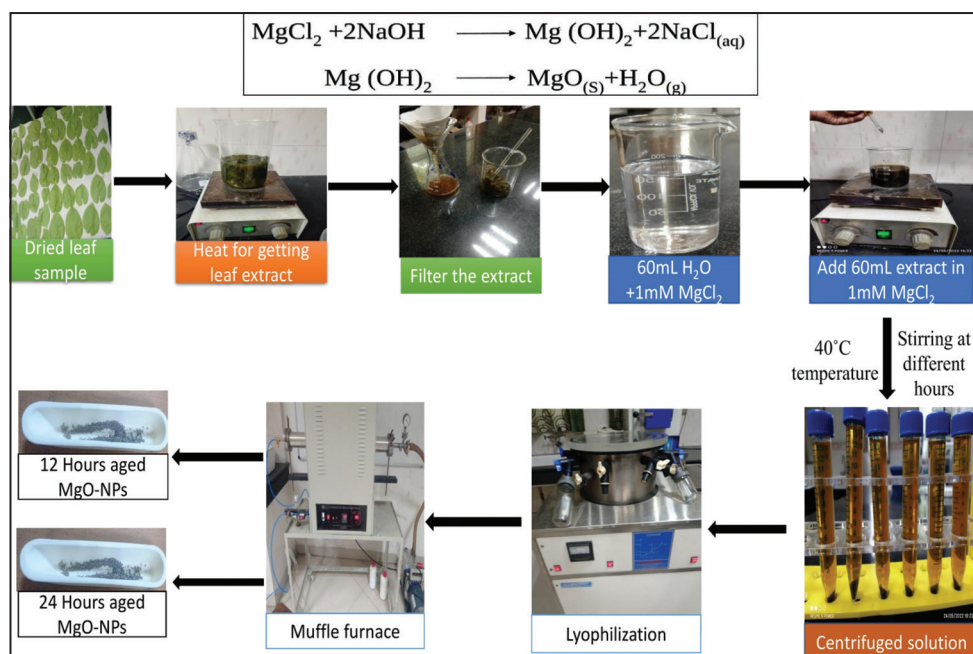 MgCl₂ +2NaOH ⟶ Mg (OH)₂+2NaCl(aq)
Mg (OH)₂ ⟶ MgO(S)+H₂O(g)
Dried leaf
sample
Heat for getting
leaf extract
Filter the extract
60mL H₂O
+1mM MgCl₂
Add 60mL extract in
1mM MgCl₂
40˚C
temperature
Stirring at
different
hours
12 Hours aged
MgO-NPs
24 Hours aged
MgO-NPs
Muffle furnace
Lyophilization
Centrifuged solution